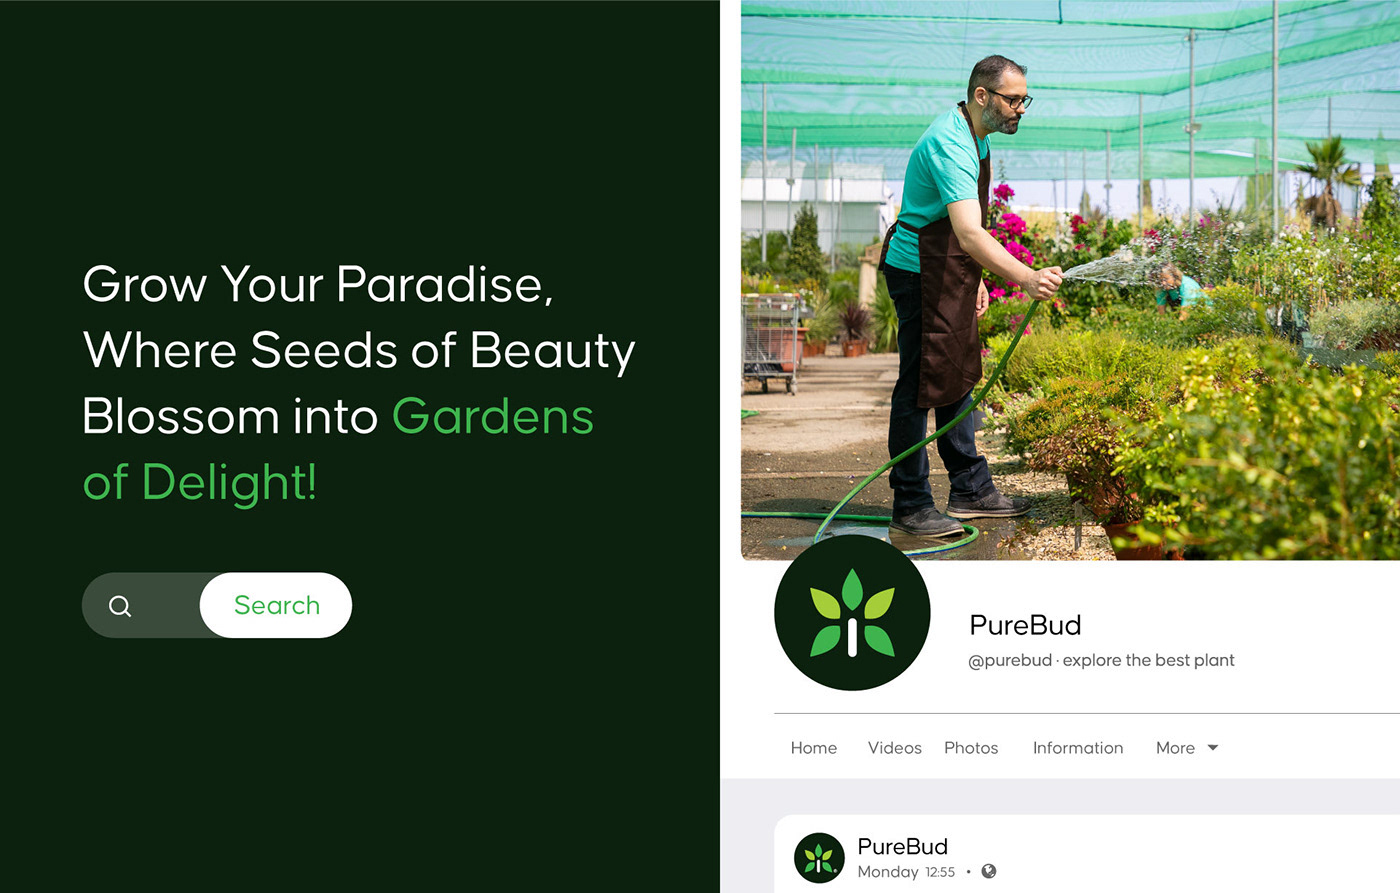 Grow Your Paradise,
Where Seeds of Beauty
Blossom into Gardens
of Delight!
Search
PureBud
@purebud · explore the best plant
Home Videos Photos Information More
PureBud
Monday 12:55